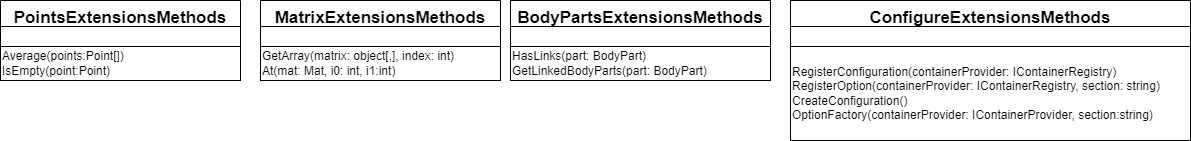 PointsExtensionsMethods
Average(points:Point[])
IsEmpty(point:Point)
MatrixExtensionsMethods
GetArray(matrix: object[,], index: int)
At(mat: Mat, i0: int, i1:int)
BodyPartsExtensionsMethods
HasLinks(part: BodyPart)
GetLinkedBodyParts(part: BodyPart)
ConfigureExtensionsMethods
RegisterConfiguration(containerProvider: IContainerRegistry)
RegisterOption(containerProvider: IContainerRegistry, section: string)
CreateConfiguration()
OptionFactory(containerProvider: IContainerProvider, section:string)